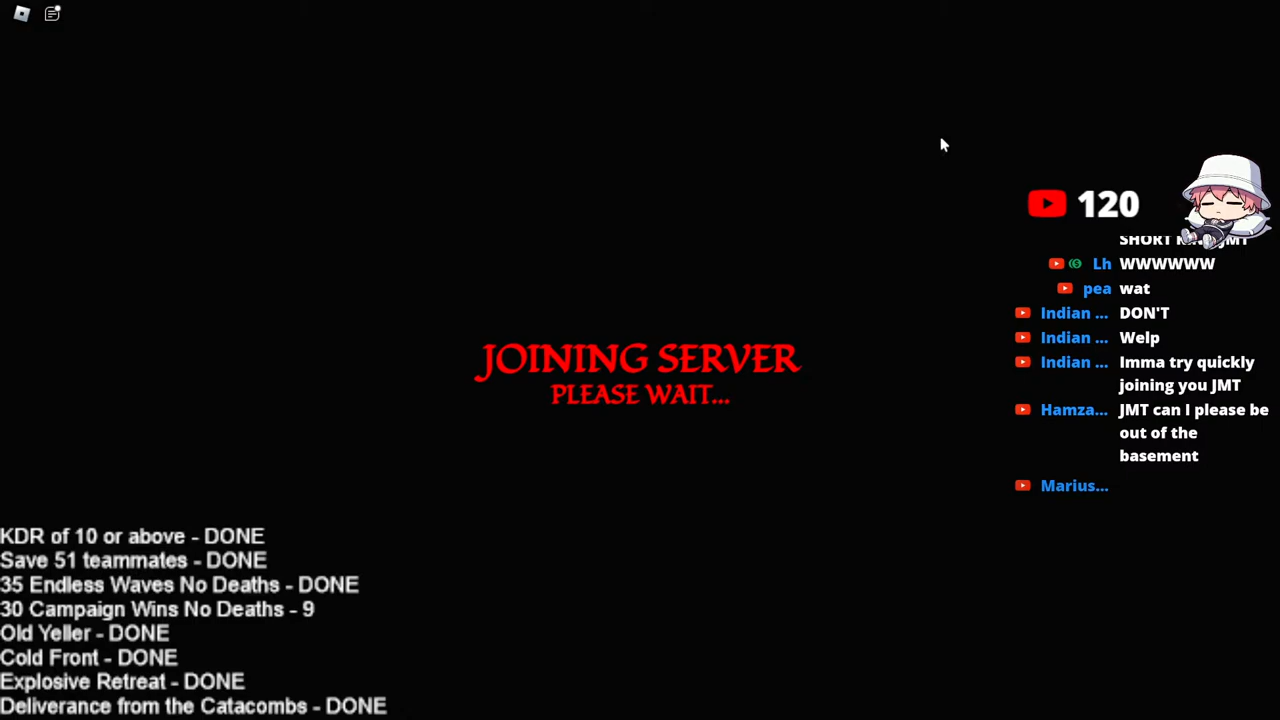 120
Lh WWWWWW
pea wat
Indian ... DON'T
Indian ... Welp
Indian ... Imma try quickly
joining you JMT
Hamza... JMT can I please be
out of the
basement
Marius...
JOINING SERVER
PLEASE WAIT...
KDR of 10 or above - DONE
Save 51 teammates - DONE
35 Endless Waves No Deaths - DONE
30 Campaign Wins No Deaths - 9
Old Yeller - DONE
Cold Front - DONE
Explosive Retreat - DONE
Deliverance from the Catacombs - DONE